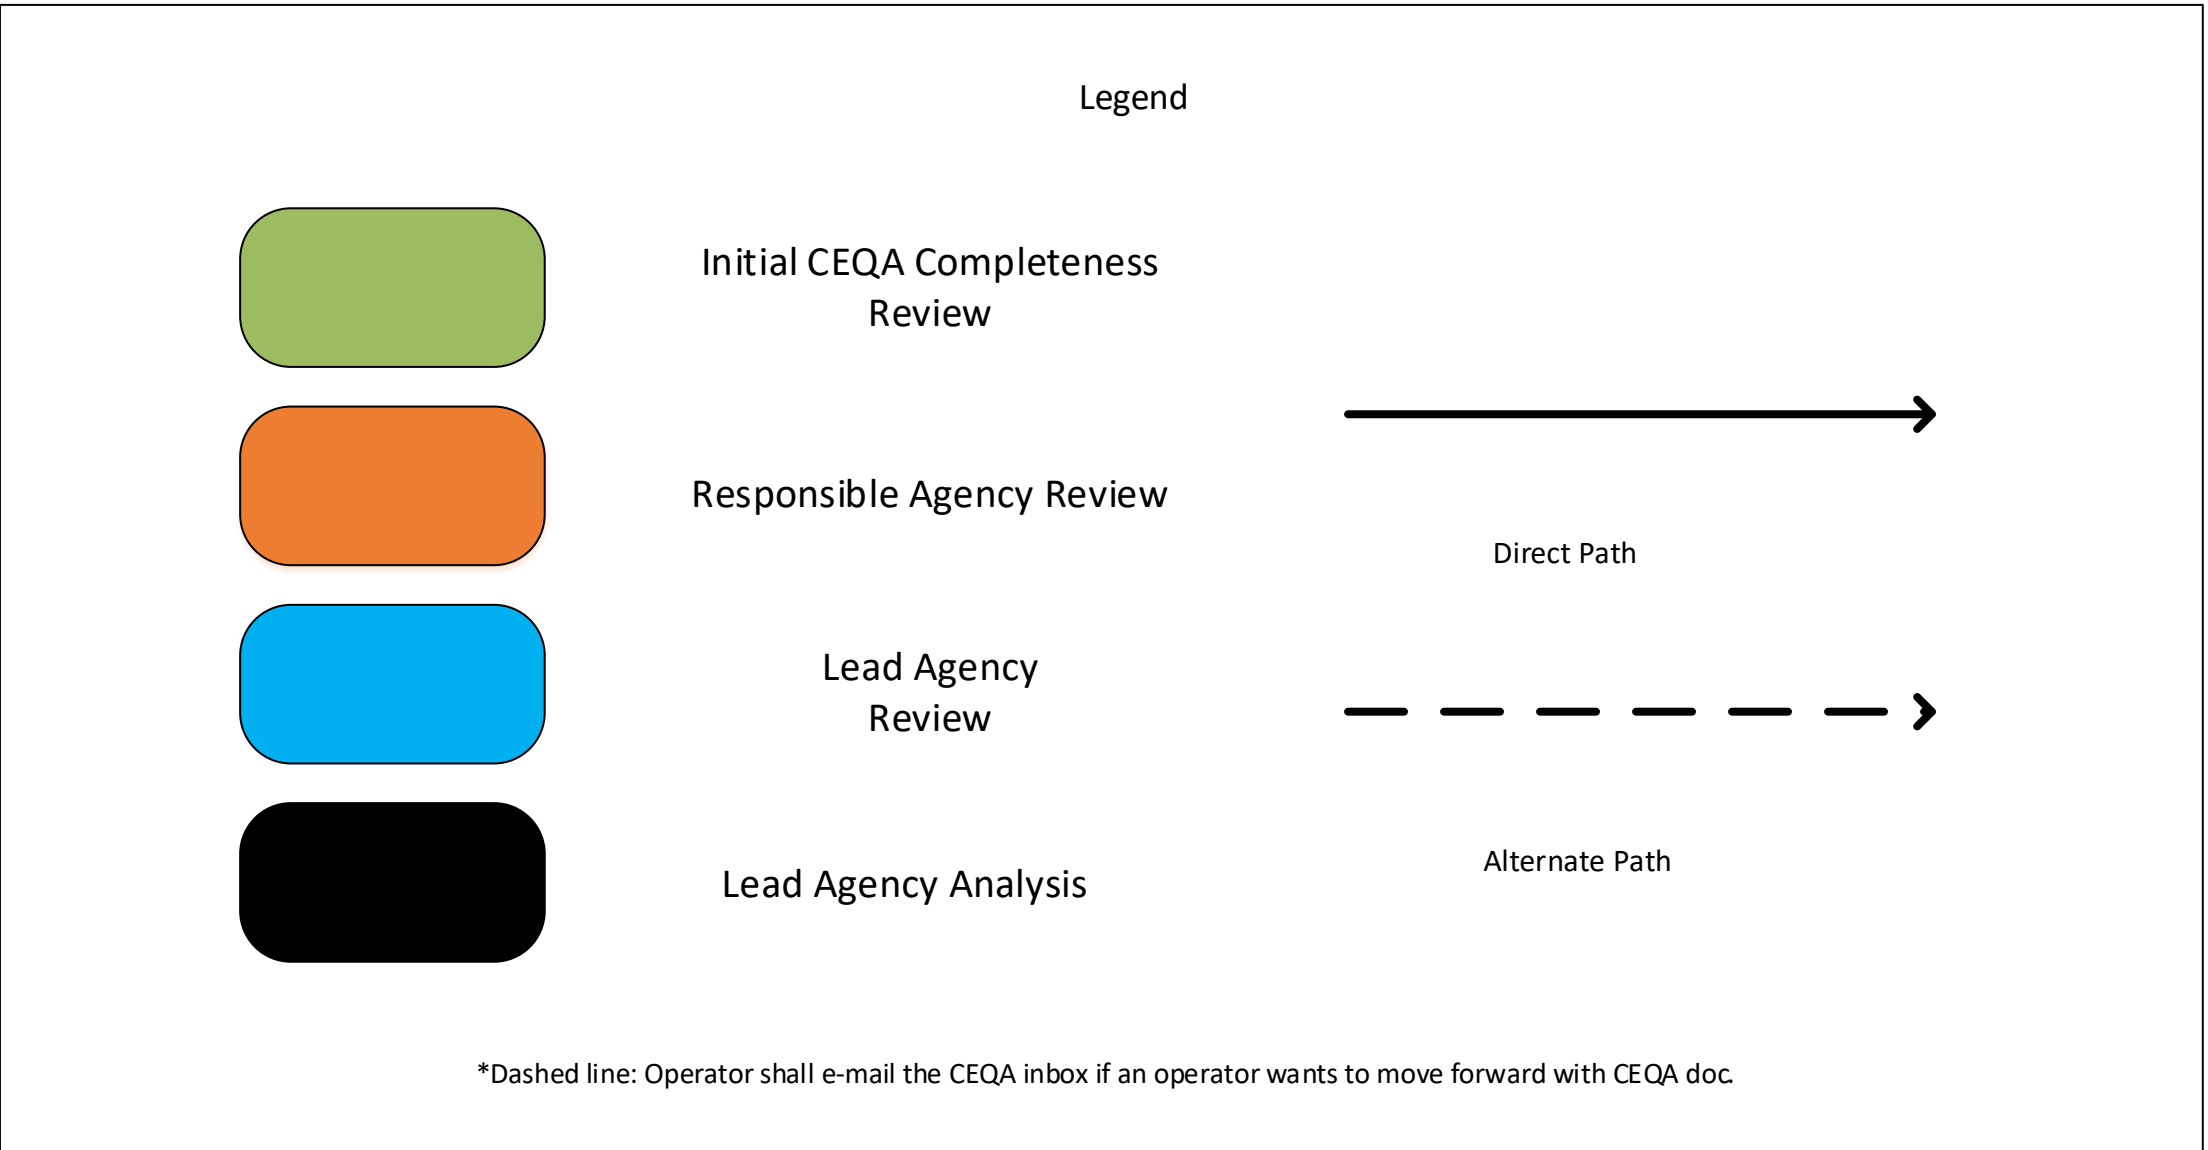 Legend
Initial CEQA Completeness
Review
Responsible Agency Review
Direct Path
Lead Agency
Review
Alternate Path
Lead Agency Analysis
*Dashed line: Operator shall e-mail the CEQA inbox if an operator wants to move forward with CEQA doc.